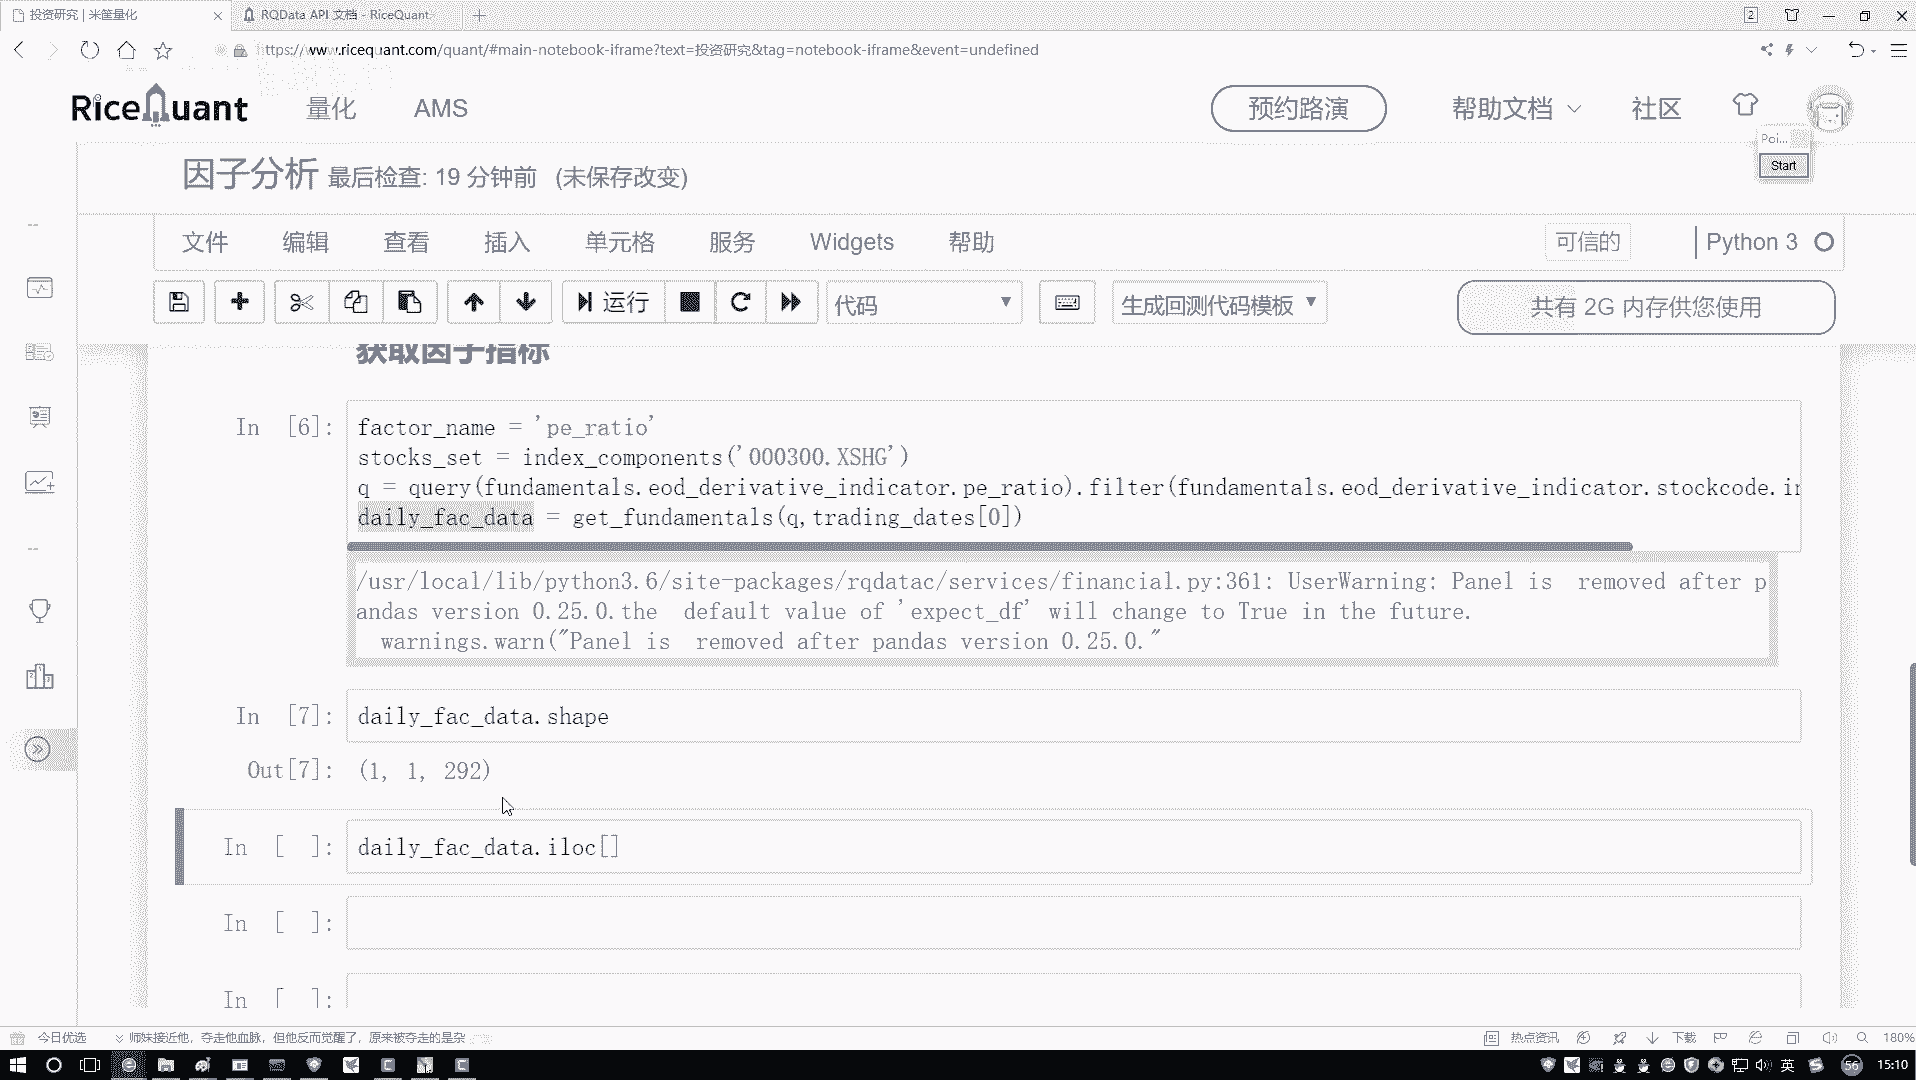 投资研究 | 米筐量化
RQData API 文档 - RiceQuant
2
https://www.ricequant.com/quant/#main-notebook-iframe?text=投资研究&tag=notebook-iframe&event=undefined
RiceQuant 量化 AMS 预约路演 帮助文档 社区
Poi...
Start
因子分析 最后检查: 19 分钟前 (未保存改变)
文件 编辑 查看 插入 单元格 服务 Widgets 帮助 可信的 Python 3
运行 代码 生成回测代码模板 共有 2G 内存供您使用
获取因子指标
In [6]: factor_name = 'pe_ratio'
stocks_set = index_components('000300.XSHG')
q = query(fundamentals.eod_derivative_indicator.pe_ratio).filter(fundamentals.eod_derivative_indicator.stockcode.in
daily_fac_data = get_fundamentals(q,trading_dates[0])
/usr/local/lib/python3.6/site-packages/rqdatac/services/financial.py:361: UserWarning: Panel is  removed after p
andas version 0.25.0.the  default value of 'expect_df' will change to True in the future.
  warnings.warn("Panel is  removed after pandas version 0.25.0."
In [7]: daily_fac_data.shape
Out[7]: (1, 1, 292)
In [ ]: daily_fac_data.iloc[]
In [ ]:
In [ ]:
今日优选 师妹接近他，夺走他血脉，但他反而觉醒了，原来被夺走的是杂 热点资讯 下载 180%
英 56 15:10